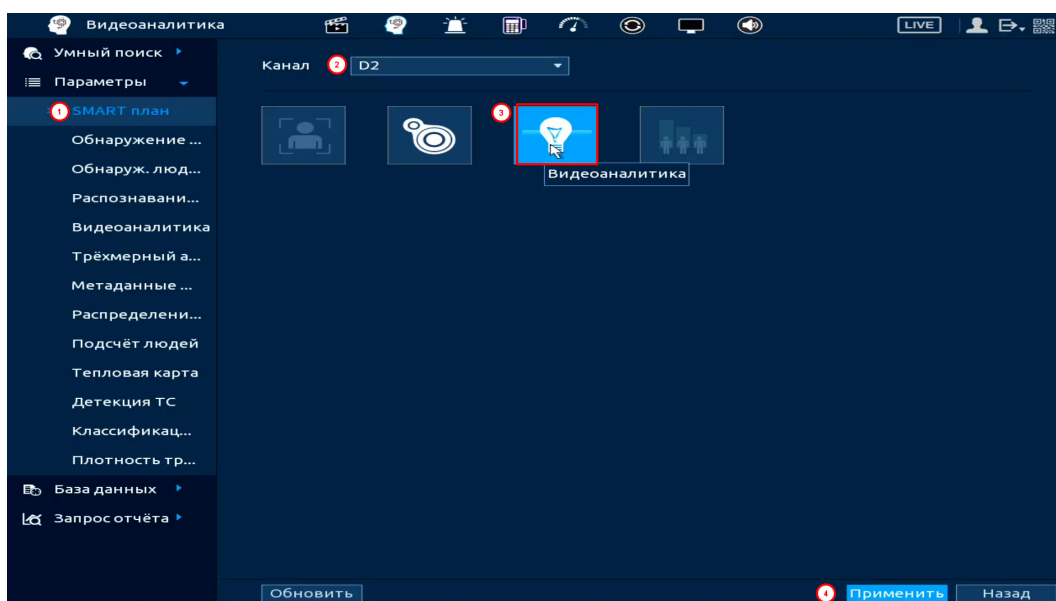 Видеоаналитика
LIVE
Умный поиск
Канал 2 D2
Параметры
1 SMART план
3
Обнаружение ...
Обнаруж. люд...
Видеоаналитика
Распознавани...
Видеоаналитика
Трёхмерный а...
Метаданные ...
Распределени...
Подсчёт людей
Тепловая карта
Детекция ТС
Классификац...
Плотность тр...
База данных
Запрос отчёта
Обновить
4 Применить
Назад